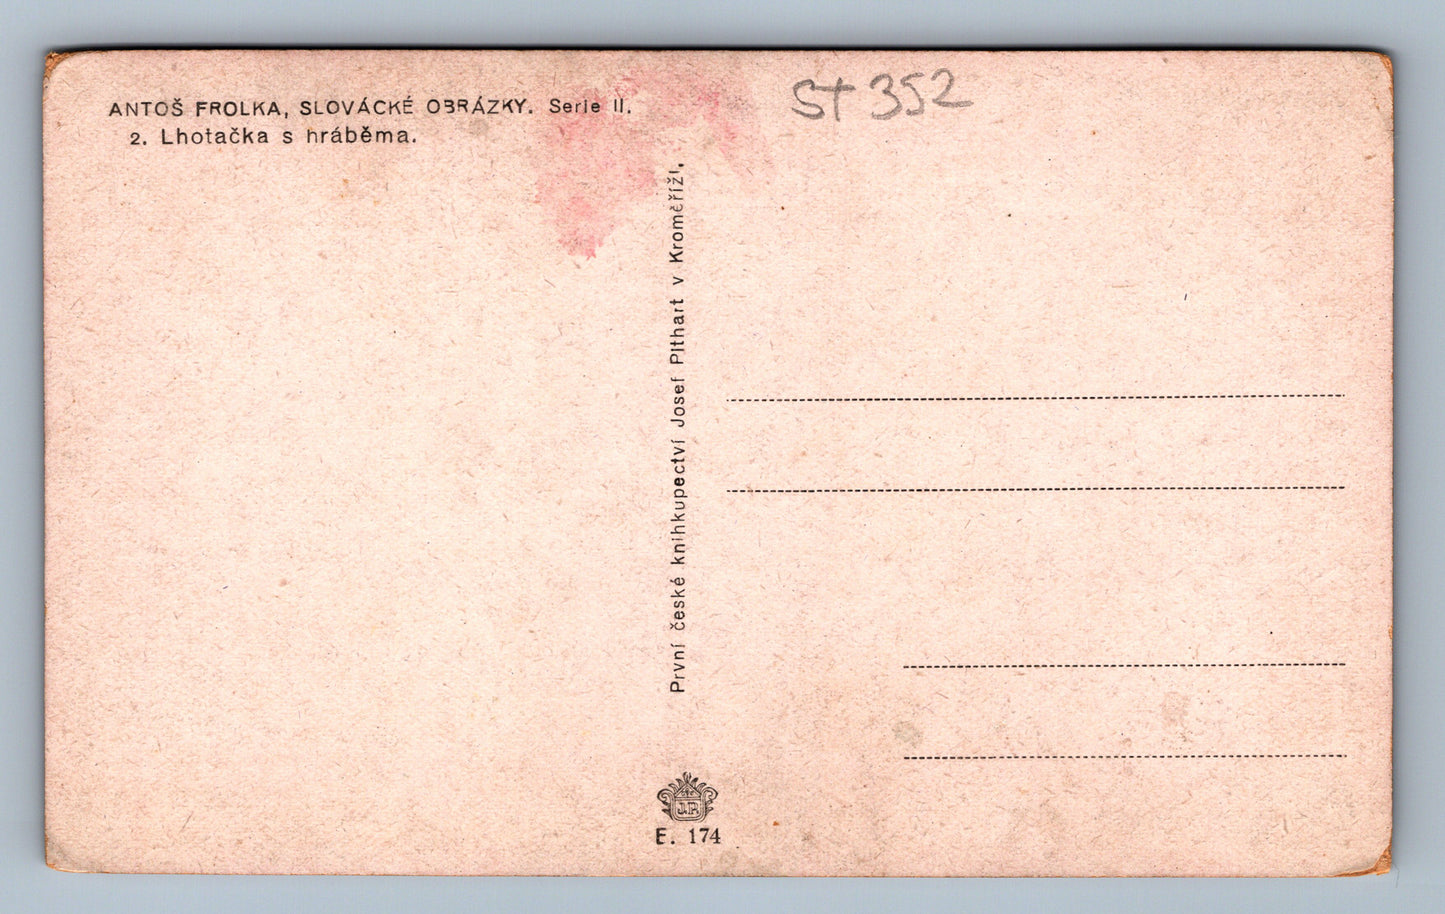 ANTOŠ FROLKA, SLOVÁCKÉ OBRÁZKY. Serie II.
2. Lhotačka s hráběma.
St 352
První české knihkupectví Josef Pithart v Kroměříži.
J.P.
E. 174